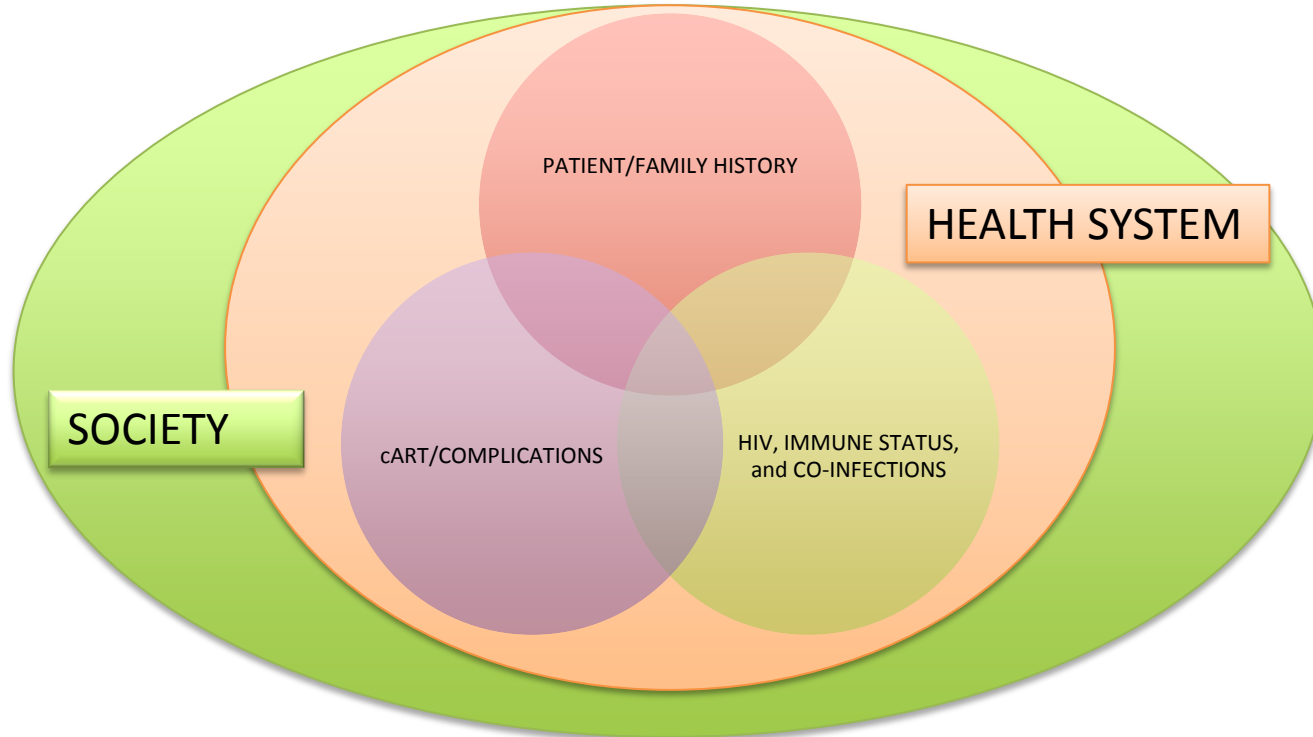 PATIENT/FAMILY HISTORY
HEALTH SYSTEM
SOCIETY
cART/COMPLICATIONS
HIV, IMMUNE STATUS,
and CO-INFECTIONS